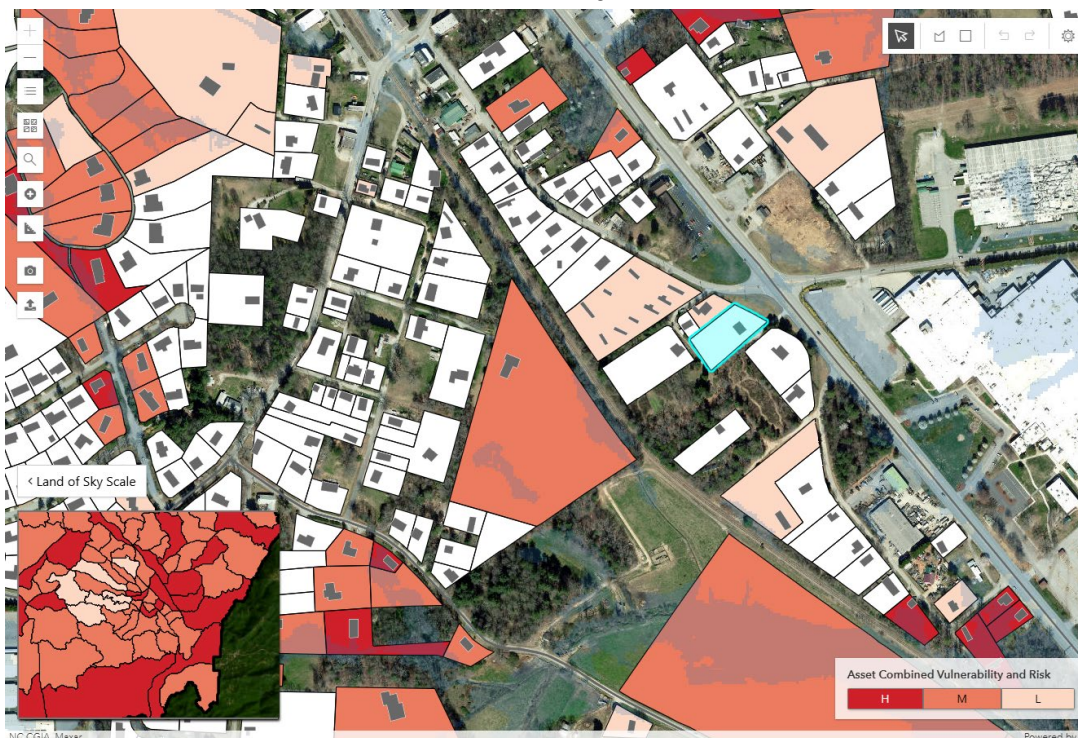 < Land of Sky Scale
Asset Combined Vulnerability and Risk
H M L
NC CGIA, Maxar
Powered by